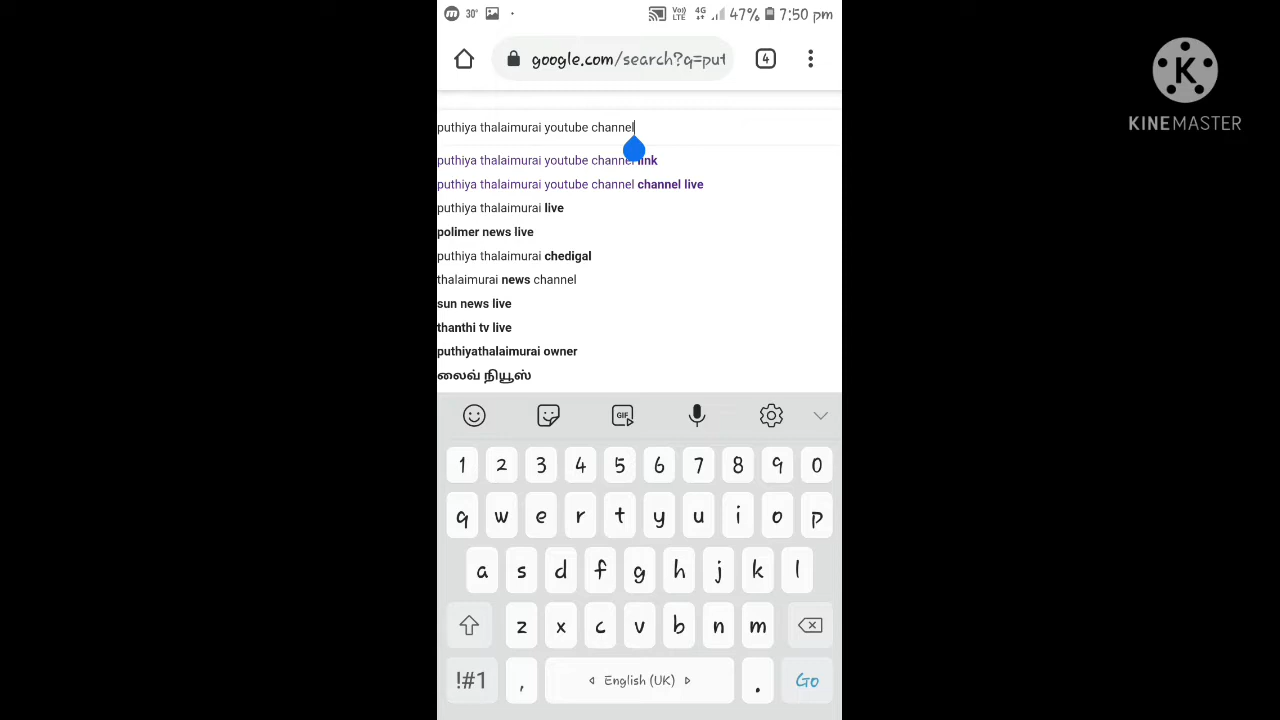 30°
VoLTE 4G 47% 7:50 pm
google.com/search?q=put
4
KINEMASTER
puthiya thalaimurai youtube channel
puthiya thalaimurai youtube channel link
puthiya thalaimurai youtube channel channel live
puthiya thalaimurai live
polimer news live
puthiya thalaimurai chedigal
thalaimurai news channel
sun news live
thanthi tv live
puthiyathalaimurai owner
லைவ் நியூஸ்
GIF
1 2 3 4 5 6 7 8 9 0
q w e r t y u i o p
a s d f g h j k l
z x c v b n m
!#1 , English (UK) . Go